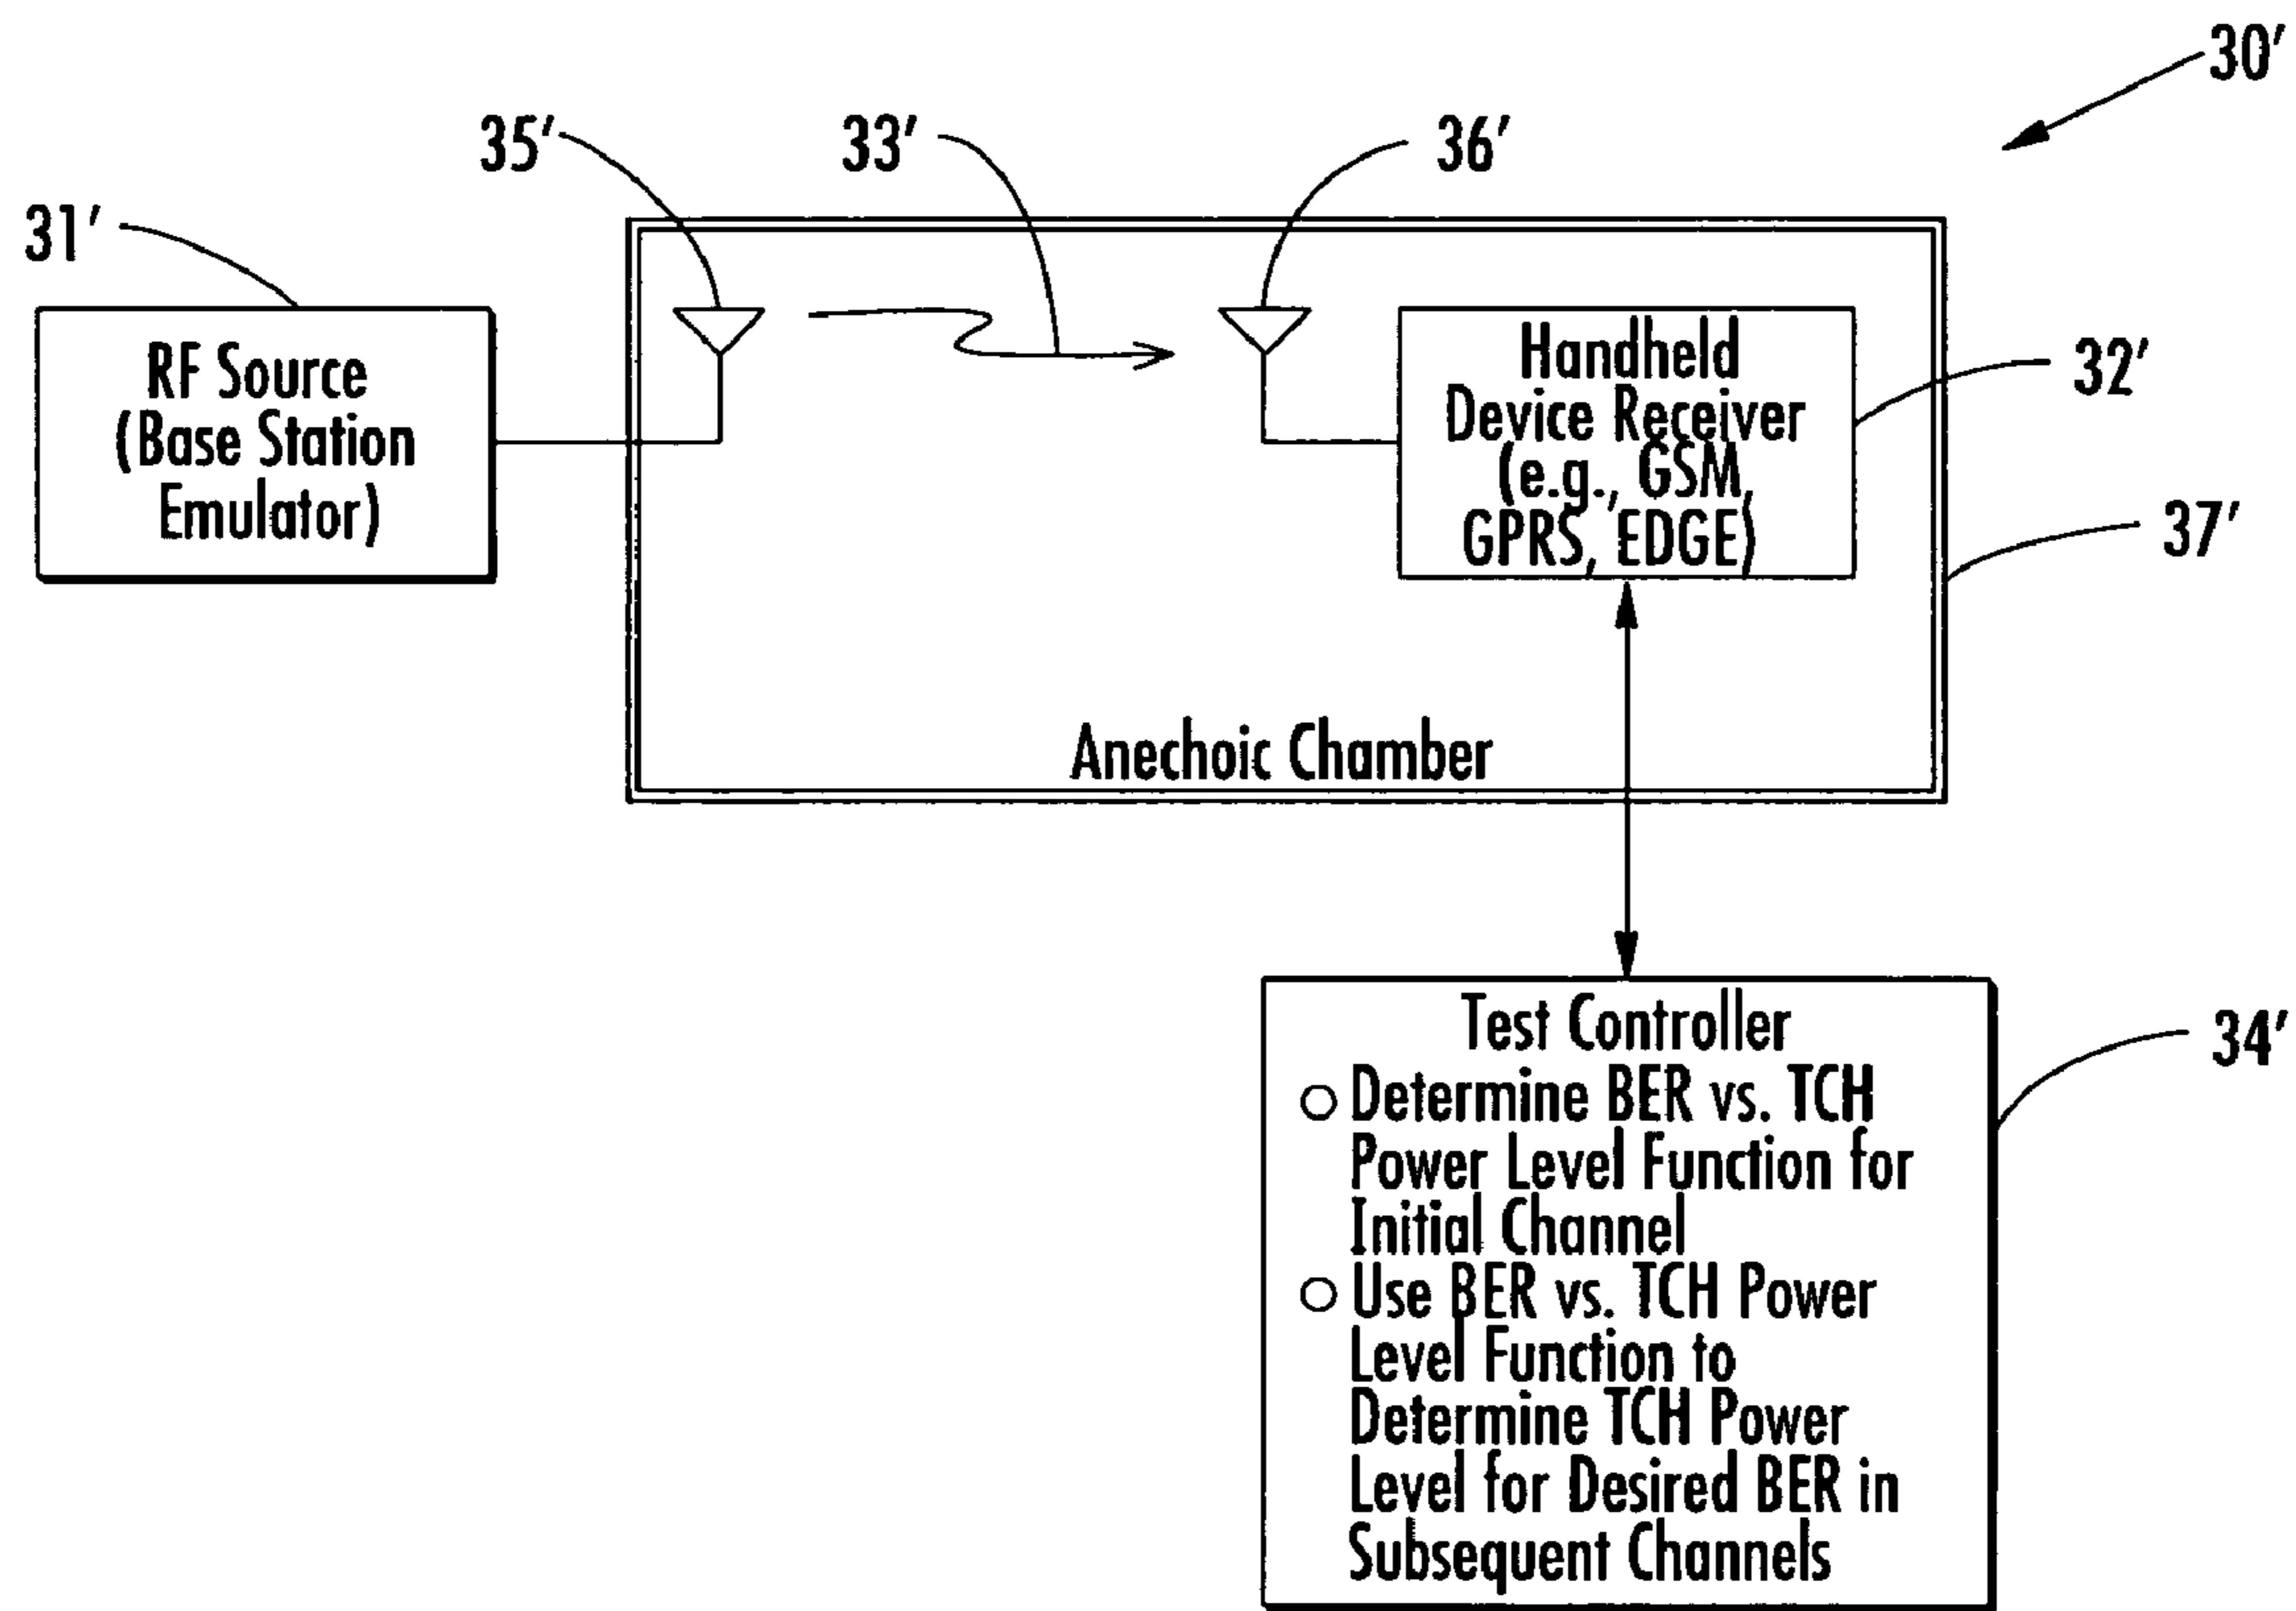 30′
35′
33′
36′
31′
RF Source
(Base Station
Emulator)
Handheld
Device Receiver
(e.g., GSM,
GPRS, EDGE)
32′
37′
Anechoic Chamber
Test Controller
○ Determine BER vs. TCH
Power Level Function for
Initial Channel
○ Use BER vs. TCH Power
Level Function to
Determine TCH Power
Level for Desired BER in
Subsequent Channels
34′